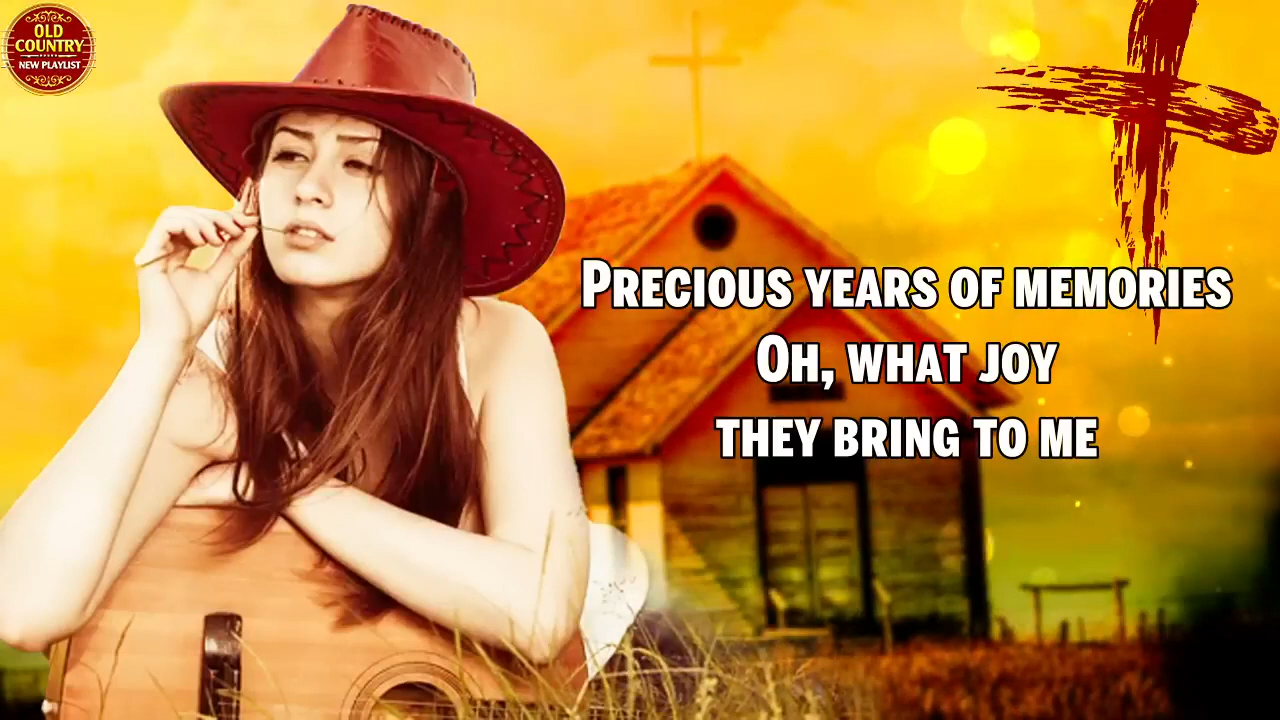 OLD
COUNTRY
NEW PLAYLIST
PRECIOUS YEARS OF MEMORIES
OH, WHAT JOY
THEY BRING TO ME